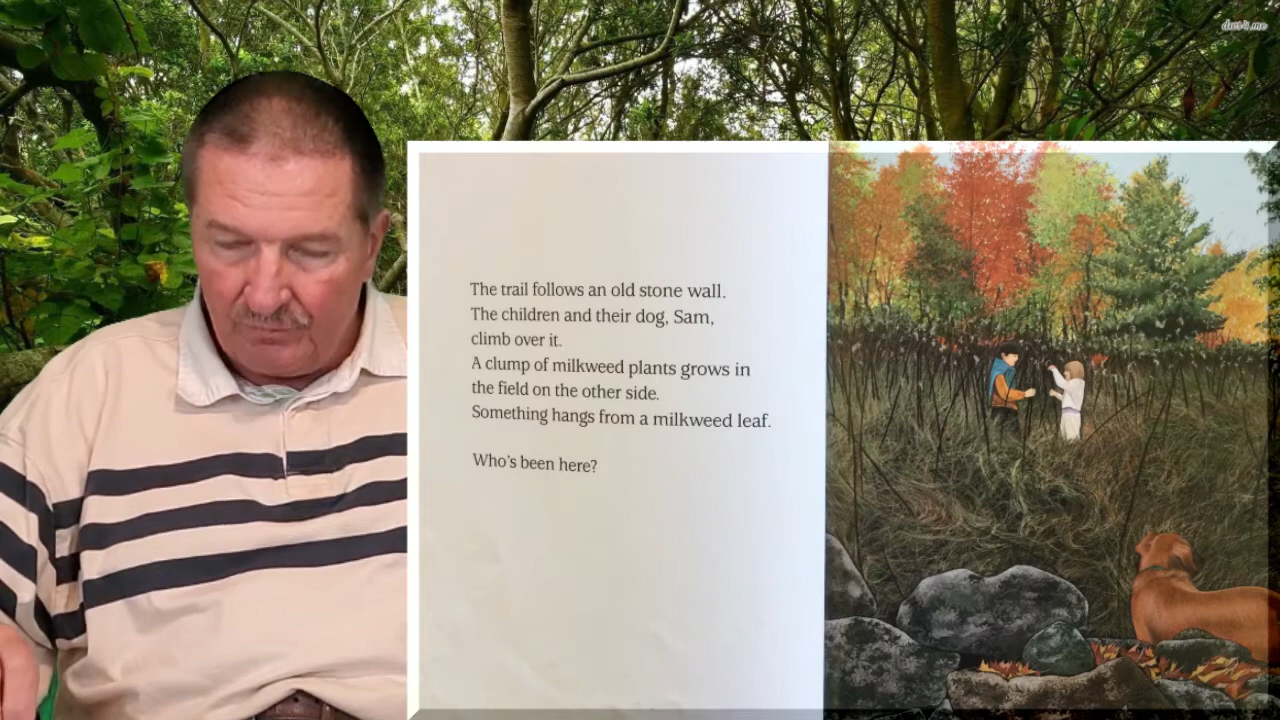 The trail follows an old stone wall.
The children and their dog, Sam,
climb over it.
A clump of milkweed plants grows in
the field on the other side.
Something hangs from a milkweed leaf.
Who's been here?